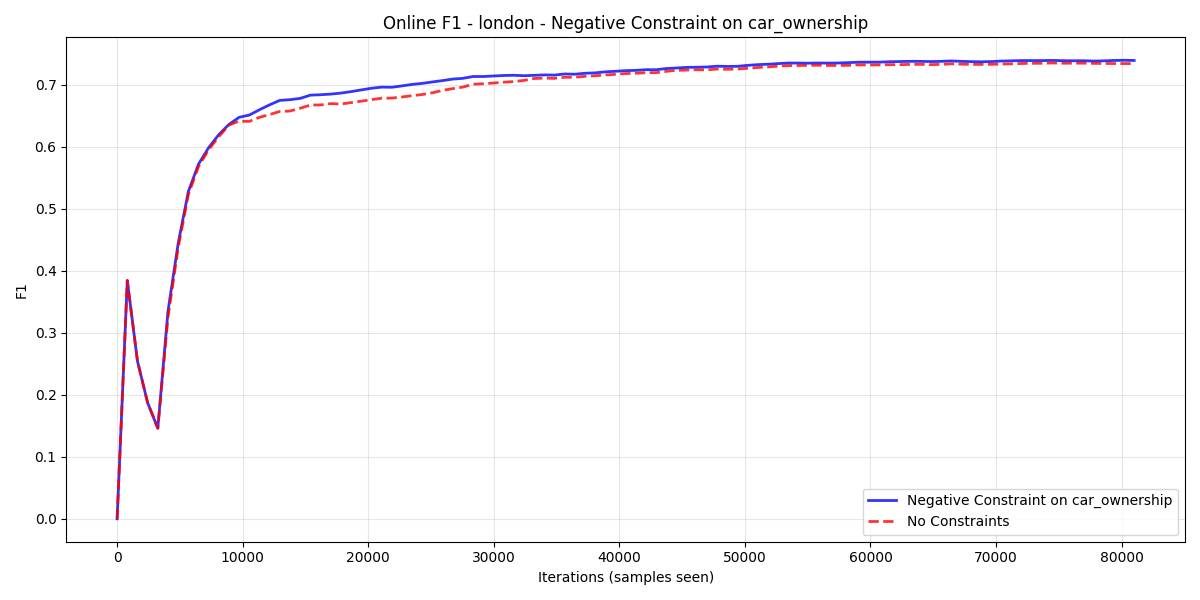 Online F1 - london - Negative Constraint on car_ownership
F1
0.7
0.6
0.5
0.4
0.3
0.2
0.1
0.0
0 10000 20000 30000 40000 50000 60000 70000 80000
Iterations (samples seen)
Negative Constraint on car_ownership
No Constraints